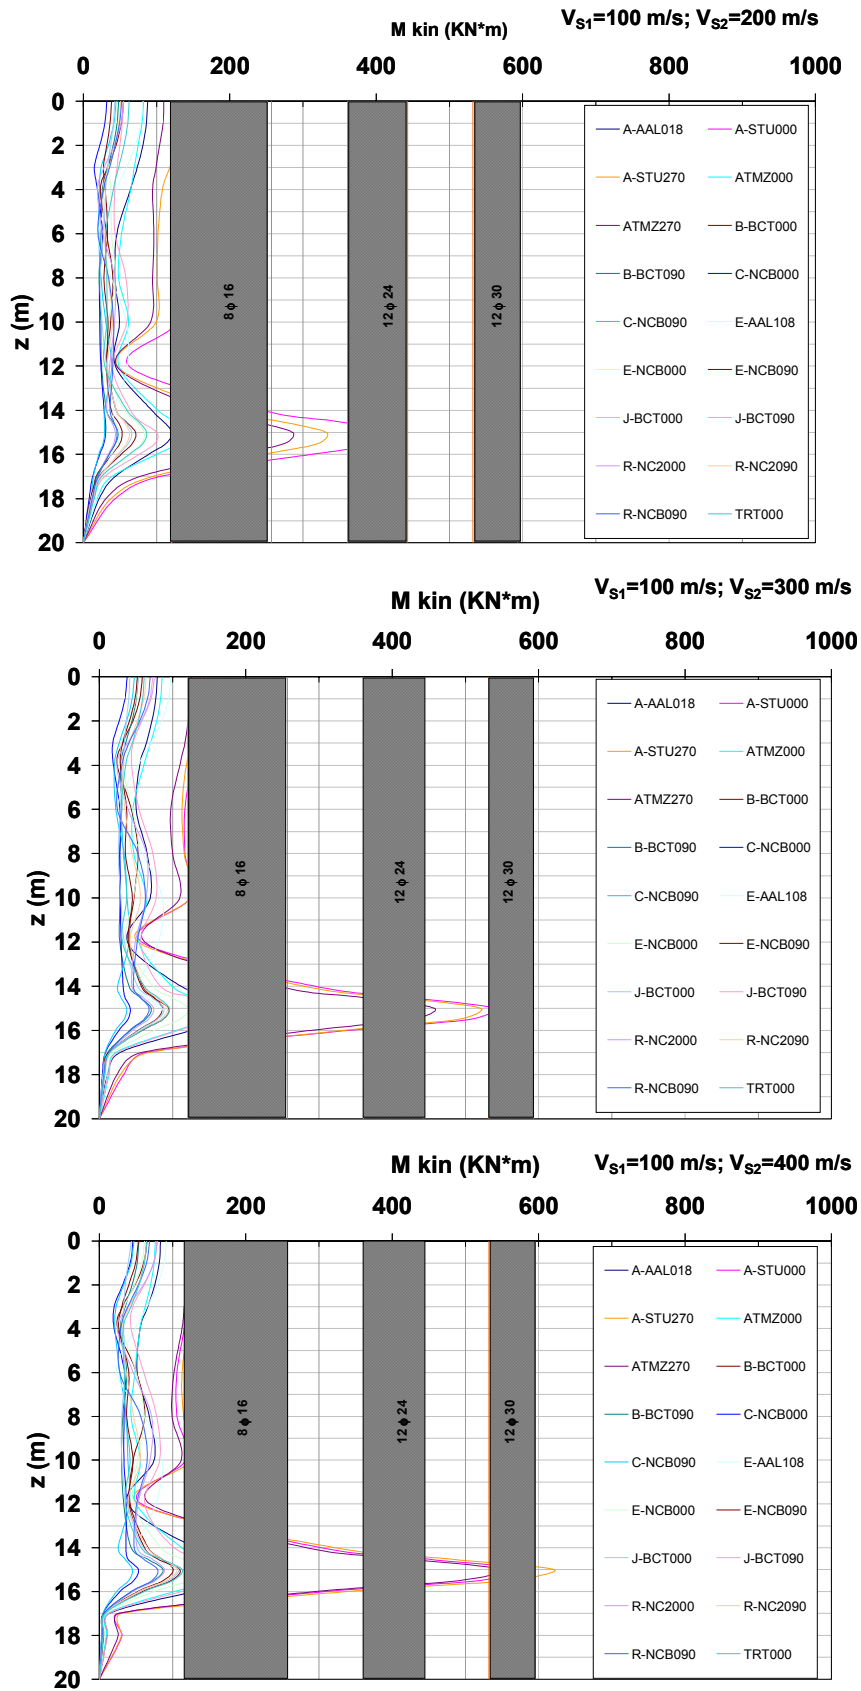 V_S1=100 m/s; V_S2=200 m/s
M kin (KN*m)
0 200 400 600 800 1000
0
2
4
6
8
10
12
14
16
18
20
z (m)
8 ϕ 16
12 ϕ 24
12 ϕ 30
A-AAL018 A-STU000
A-STU270 ATMZ000
ATMZ270 B-BCT000
B-BCT090 C-NCB000
C-NCB090 E-AAL108
E-NCB000 E-NCB090
J-BCT000 J-BCT090
R-NC2000 R-NC2090
R-NCB090 TRT000
V_S1=100 m/s; V_S2=300 m/s
M kin (KN*m)
0 200 400 600 800 1000
0
2
4
6
8
10
12
14
16
18
20
z (m)
8 ϕ 16
12 ϕ 24
12 ϕ 30
A-AAL018 A-STU000
A-STU270 ATMZ000
ATMZ270 B-BCT000
B-BCT090 C-NCB000
C-NCB090 E-AAL108
E-NCB000 E-NCB090
J-BCT000 J-BCT090
R-NC2000 R-NC2090
R-NCB090 TRT000
V_S1=100 m/s; V_S2=400 m/s
M kin (KN*m)
0 200 400 600 800 1000
0
2
4
6
8
10
12
14
16
18
20
z (m)
8 ϕ 16
12 ϕ 24
12 ϕ 30
A-AAL018 A-STU000
A-STU270 ATMZ000
ATMZ270 B-BCT000
B-BCT090 C-NCB000
C-NCB090 E-AAL108
E-NCB000 E-NCB090
J-BCT000 J-BCT090
R-NC2000 R-NC2090
R-NCB090 TRT000